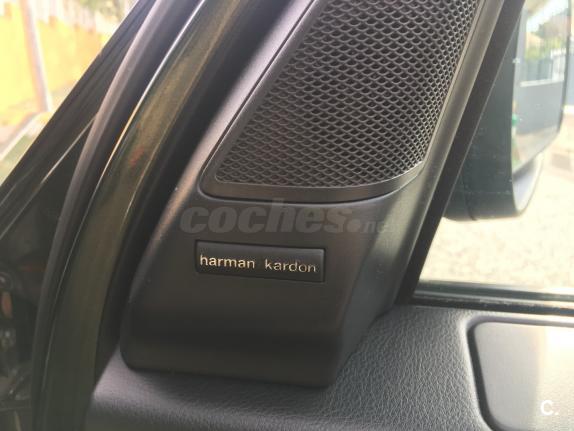 coches.net
harman kardon
C.